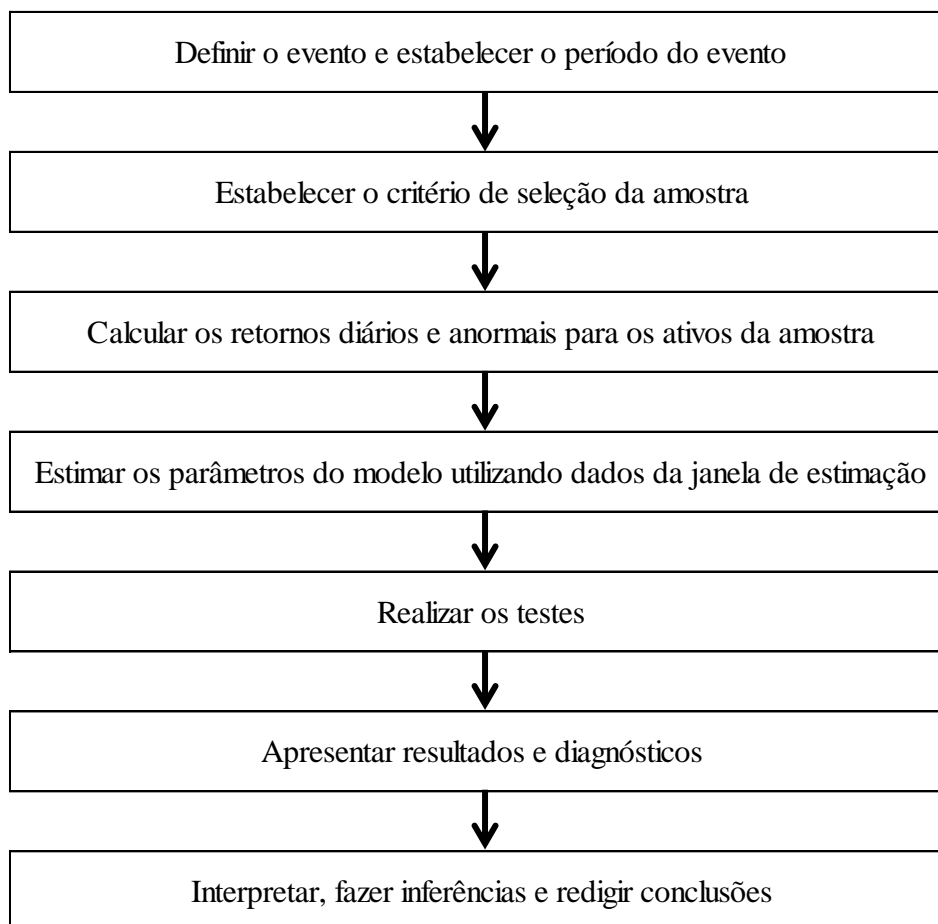 Definir o evento e estabelecer o período do evento
Estabelecer o critério de seleção da amostra
Calcular os retornos diários e anormais para os ativos da amostra
Estimar os parâmetros do modelo utilizando dados da janela de estimação
Realizar os testes
Apresentar resultados e diagnósticos
Interpretar, fazer inferências e redigir conclusões